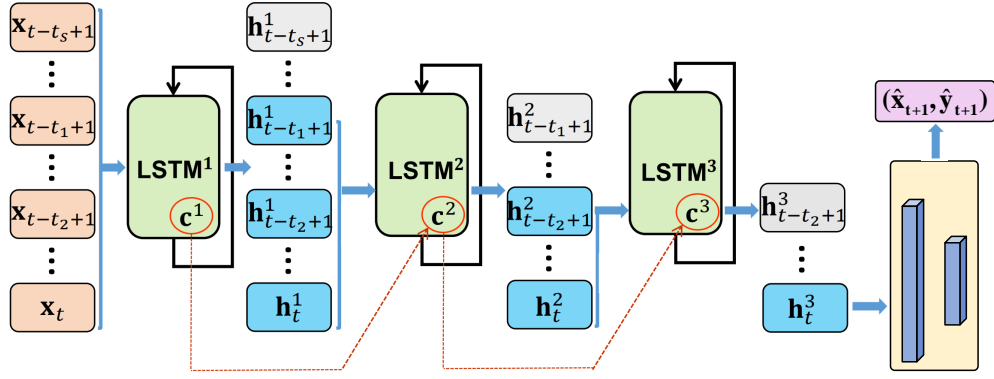 𝐱_{t−t_s+1}
⋮
𝐱_{t−t_1+1}
⋮
𝐱_{t−t_2+1}
⋮
𝐱_t
LSTM¹
𝐜¹
𝐡¹_{t−t_s+1}
⋮
𝐡¹_{t−t_1+1}
⋮
𝐡¹_{t−t_2+1}
⋮
𝐡¹_t
LSTM²
𝐜²
𝐡²_{t−t_1+1}
⋮
𝐡²_{t−t_2+1}
⋮
𝐡²_t
LSTM³
𝐜³
𝐡³_{t−t_2+1}
⋮
𝐡³_t
(𝐱̂_{t+1}, 𝐲̂_{t+1})